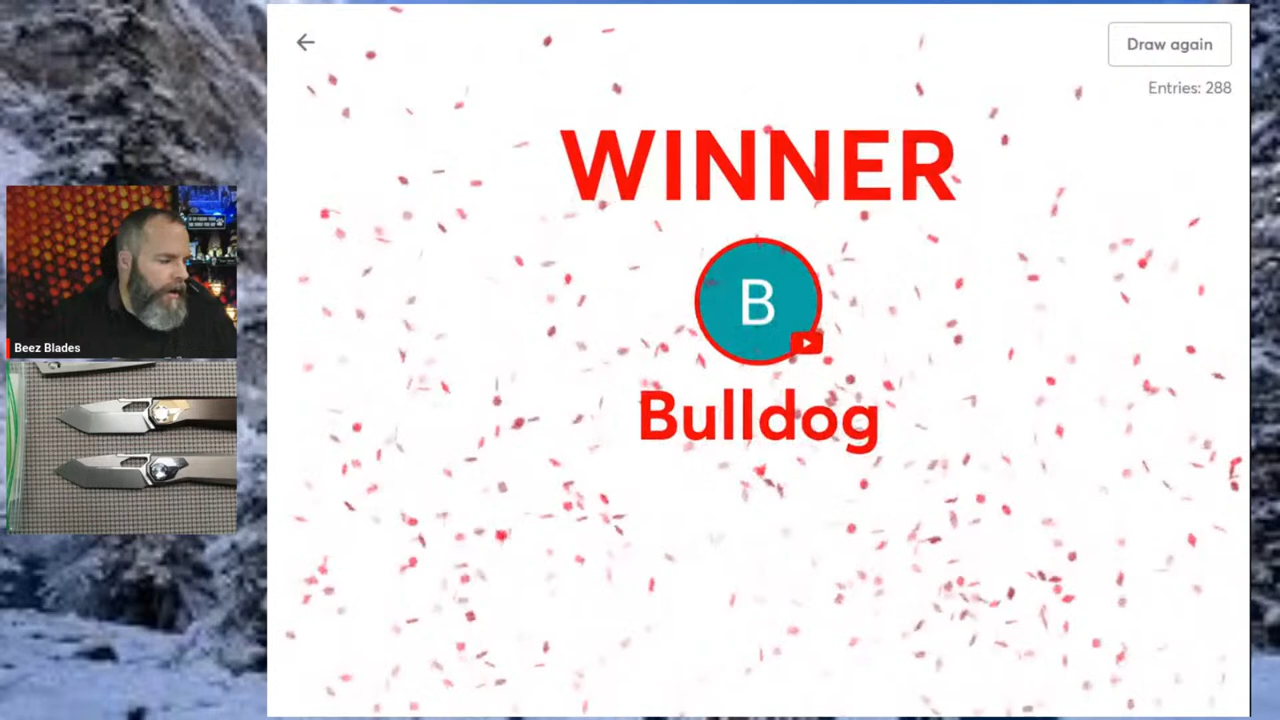 Draw again
Entries: 288
WINNER
B
Bulldog
Beez Blades